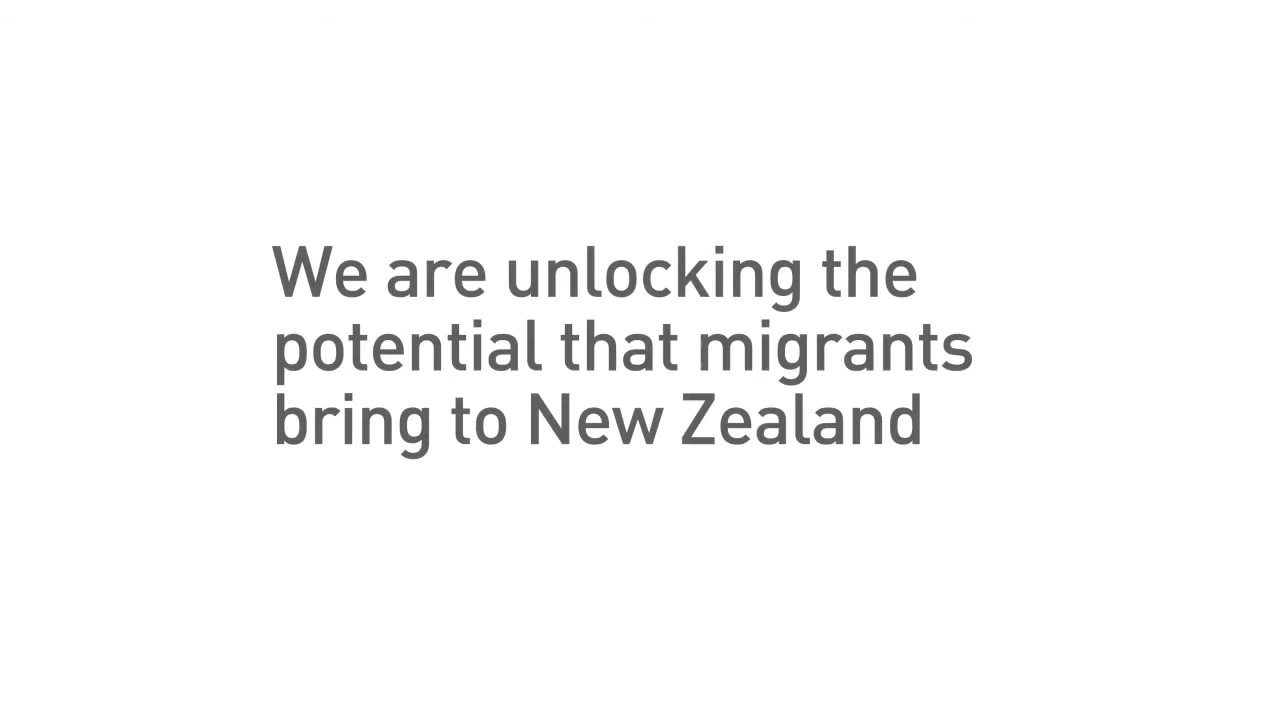 We are unlocking the
potential that migrants
bring to New Zealand